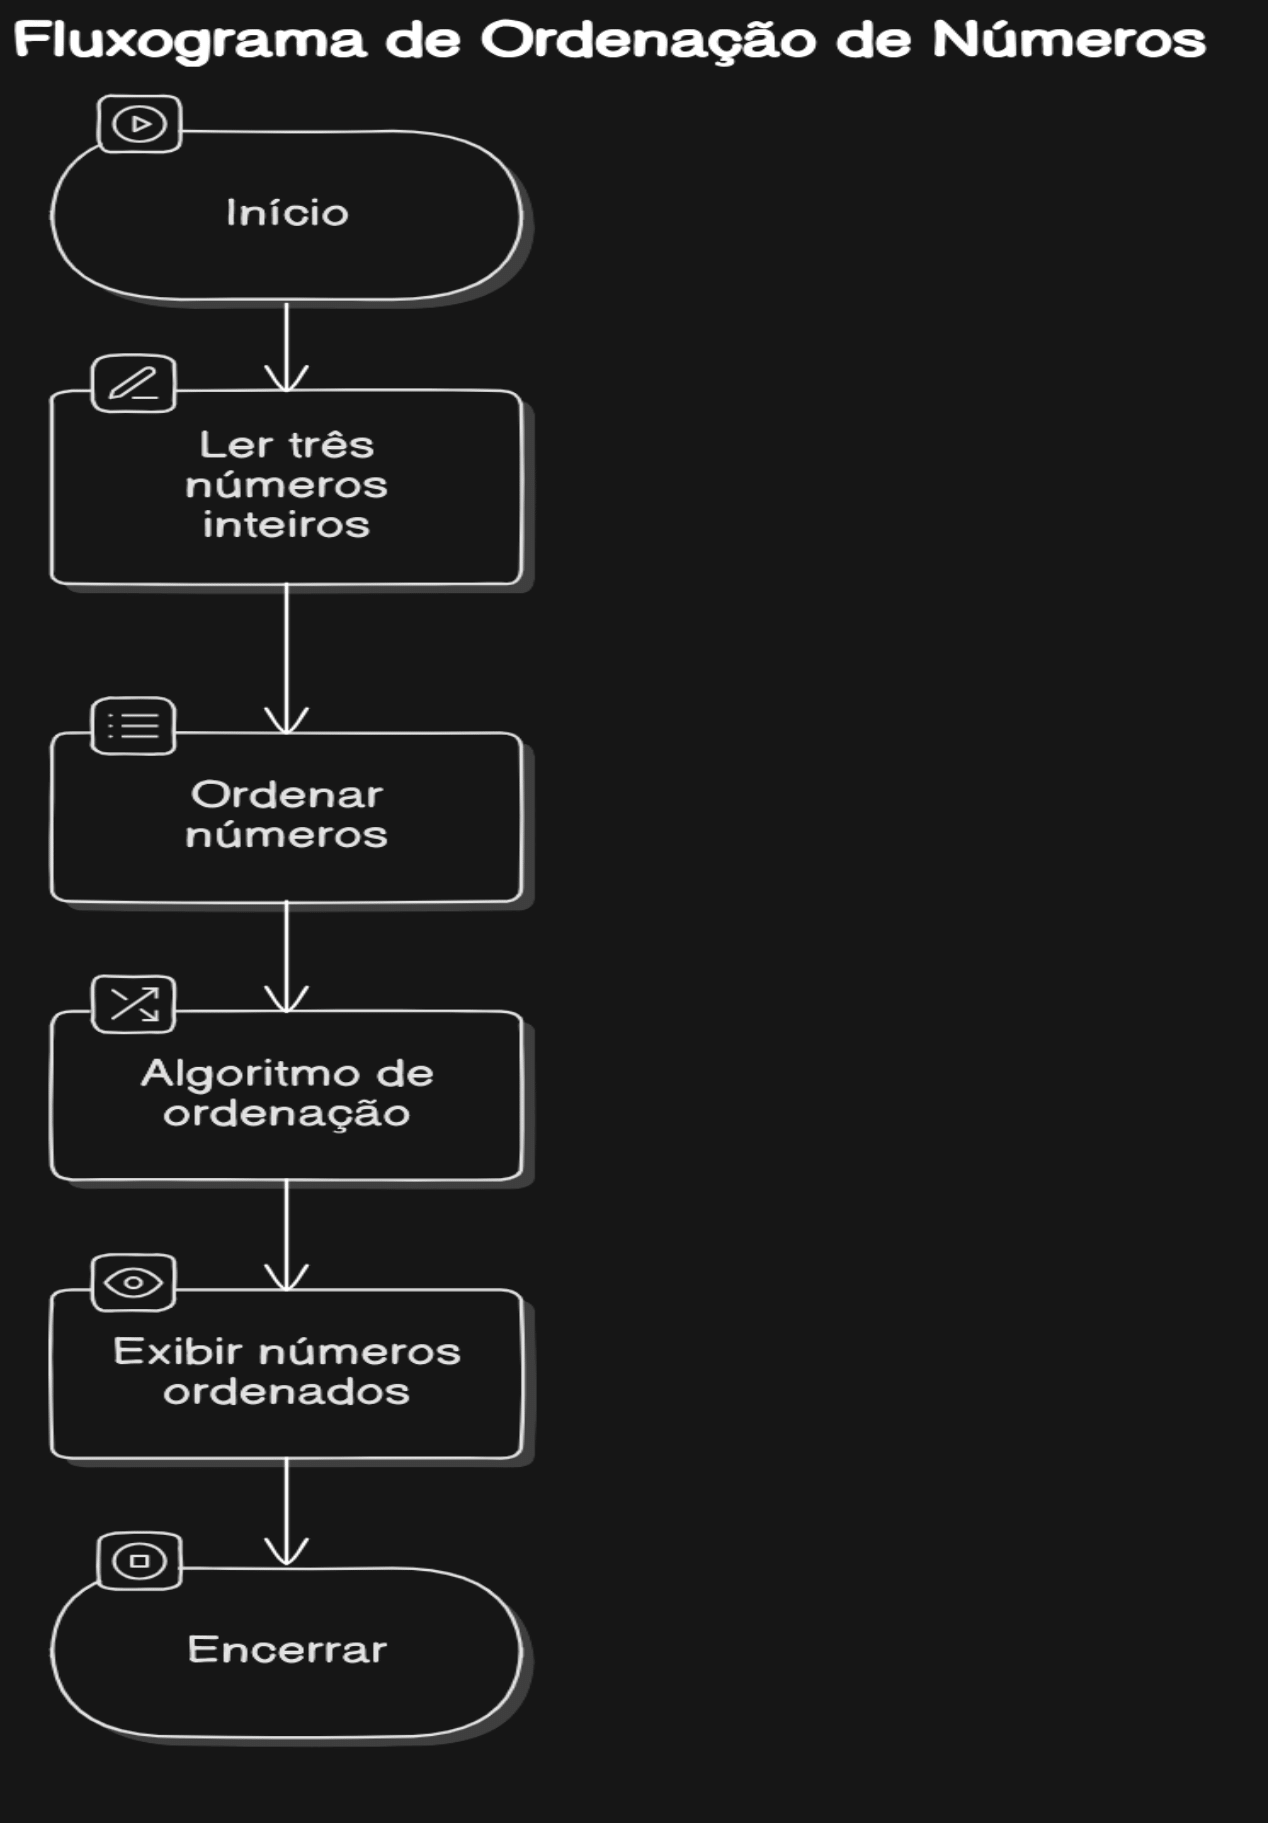 Fluxograma de Ordenação de Números
Início
Ler três
números
inteiros
Ordenar
números
Algoritmo de
ordenação
Exibir números
ordenados
Encerrar